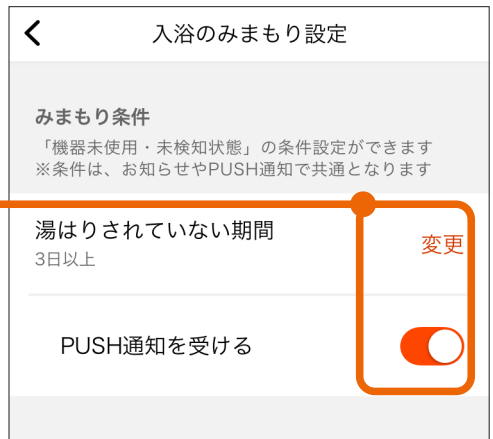 入浴のみまもり設定
みまもり条件
「機器未使用・未検知状態」の条件設定ができます
※条件は、お知らせやPUSH通知で共通となります
湯はりされていない期間
変更
3日以上
PUSH通知を受ける